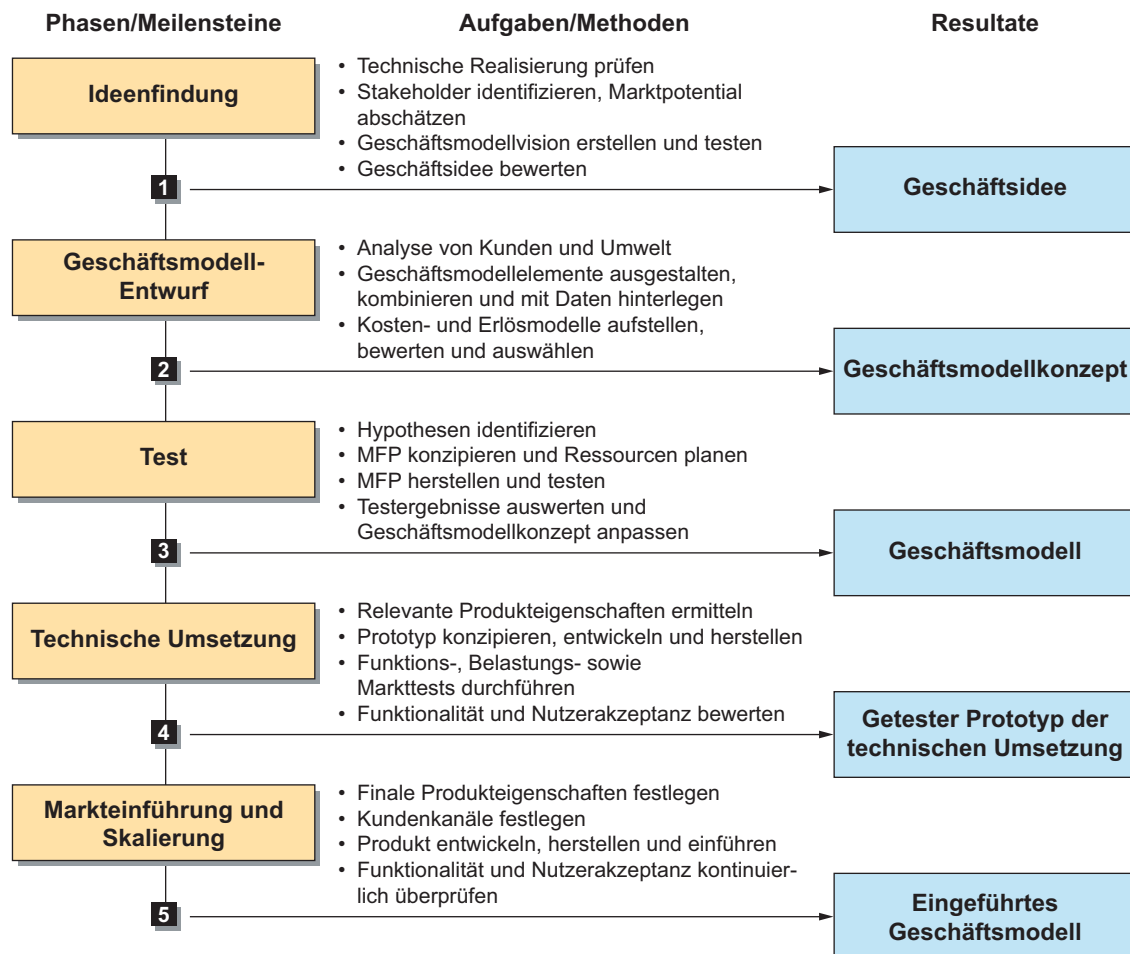 Phasen/Meilensteine
Aufgaben/Methoden
Resultate
Ideenfindung
• Technische Realisierung prüfen
• Stakeholder identifizieren, Marktpotential
abschätzen
• Geschäftsmodellvision erstellen und testen
• Geschäftsidee bewerten
1
Geschäftsidee
Geschäftsmodell-
Entwurf
• Analyse von Kunden und Umwelt
• Geschäftsmodellelemente ausgestalten,
kombinieren und mit Daten hinterlegen
• Kosten- und Erlösmodelle aufstellen,
bewerten und auswählen
2
Geschäftsmodellkonzept
Test
• Hypothesen identifizieren
• MFP konzipieren und Ressourcen planen
• MFP herstellen und testen
• Testergebnisse auswerten und
Geschäftsmodellkonzept anpassen
3
Geschäftsmodell
Technische Umsetzung
• Relevante Produkteigenschaften ermitteln
• Prototyp konzipieren, entwickeln und herstellen
• Funktions-, Belastungs- sowie
Markttests durchführen
• Funktionalität und Nutzerakzeptanz bewerten
4
Getester Prototyp der
technischen Umsetzung
Markteinführung und
Skalierung
• Finale Produkteigenschaften festlegen
• Kundenkanäle festlegen
• Produkt entwickeln, herstellen und einführen
• Funktionalität und Nutzerakzeptanz kontinuier-
lich überprüfen
5
Eingeführtes
Geschäftsmodell